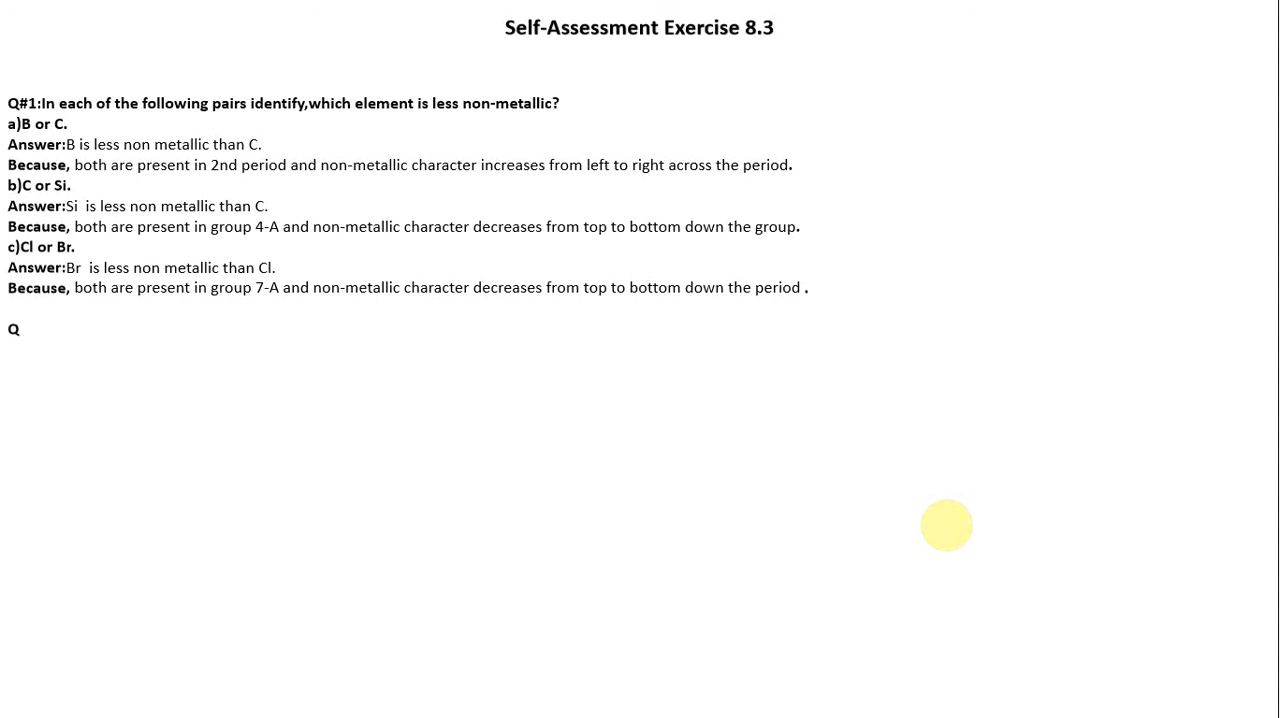 Self-Assessment Exercise 8.3
Q#1:In each of the following pairs identify,which element is less non-metallic?
a)B or C.
Answer:B is less non metallic than C.
Because, both are present in 2nd period and non-metallic character increases from left to right across the period.
b)C or Si.
Answer:Si  is less non metallic than C.
Because, both are present in group 4-A and non-metallic character decreases from top to bottom down the group.
c)Cl or Br.
Answer:Br  is less non metallic than Cl.
Because, both are present in group 7-A and non-metallic character decreases from top to bottom down the period .
Q